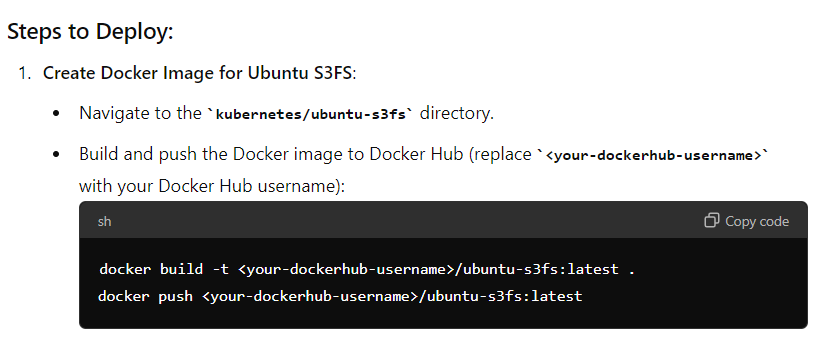 Steps to Deploy:
1. Create Docker Image for Ubuntu S3FS:
• Navigate to the `kubernetes/ubuntu-s3fs` directory.
• Build and push the Docker image to Docker Hub (replace `<your-dockerhub-username>`
with your Docker Hub username):
sh Copy code
docker build -t <your-dockerhub-username>/ubuntu-s3fs:latest .
docker push <your-dockerhub-username>/ubuntu-s3fs:latest